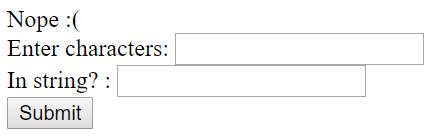 Nope :(
Enter characters:
In string? :
Submit